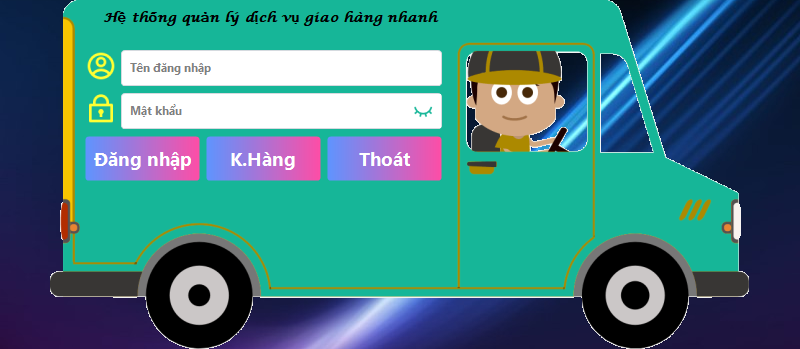 Hệ thống quản lý dịch vụ giao hàng nhanh
Tên đăng nhập
Mật khẩu
Đăng nhập K.Hàng Thoát